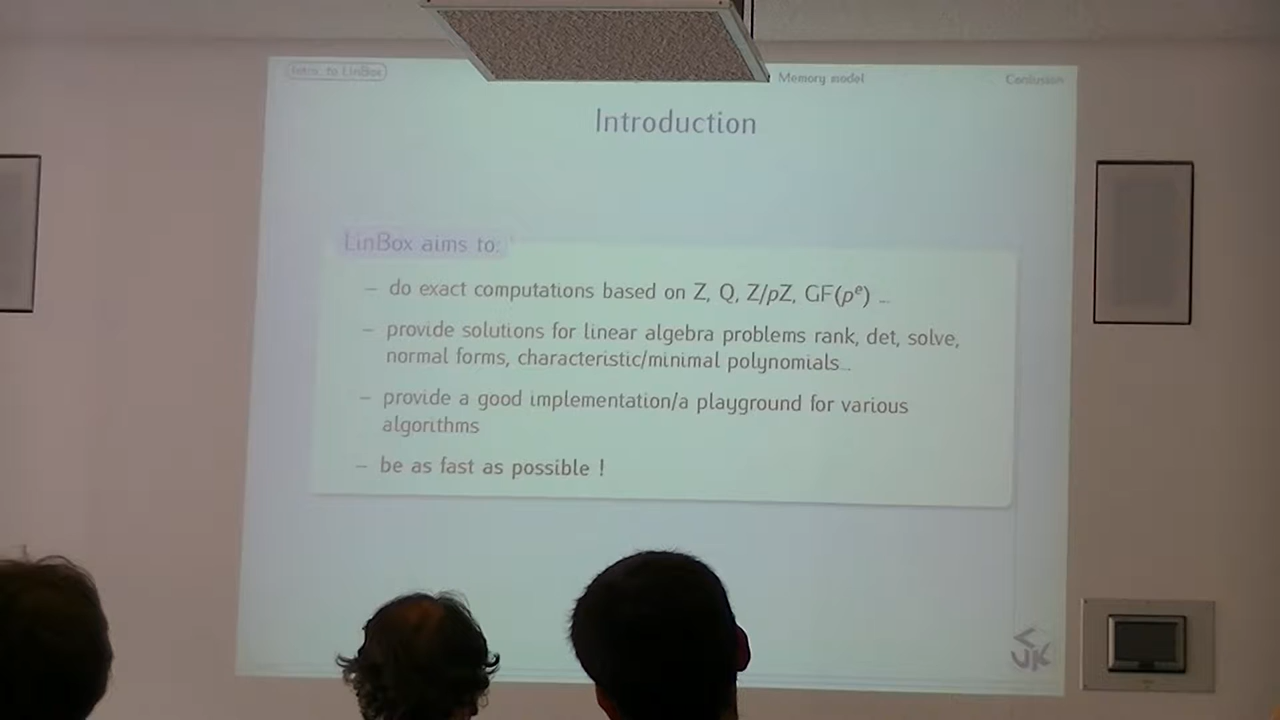 Intro. to LinBox
Memory model
Conlusion
Introduction
LinBox aims to:
– do exact computations based on Z, Q, Z/pZ, GF(pᵉ) ...
– provide solutions for linear algebra problems rank, det, solve,
normal forms, characteristic/minimal polynomials...
– provide a good implementation/a playground for various
algorithms
– be as fast as possible !